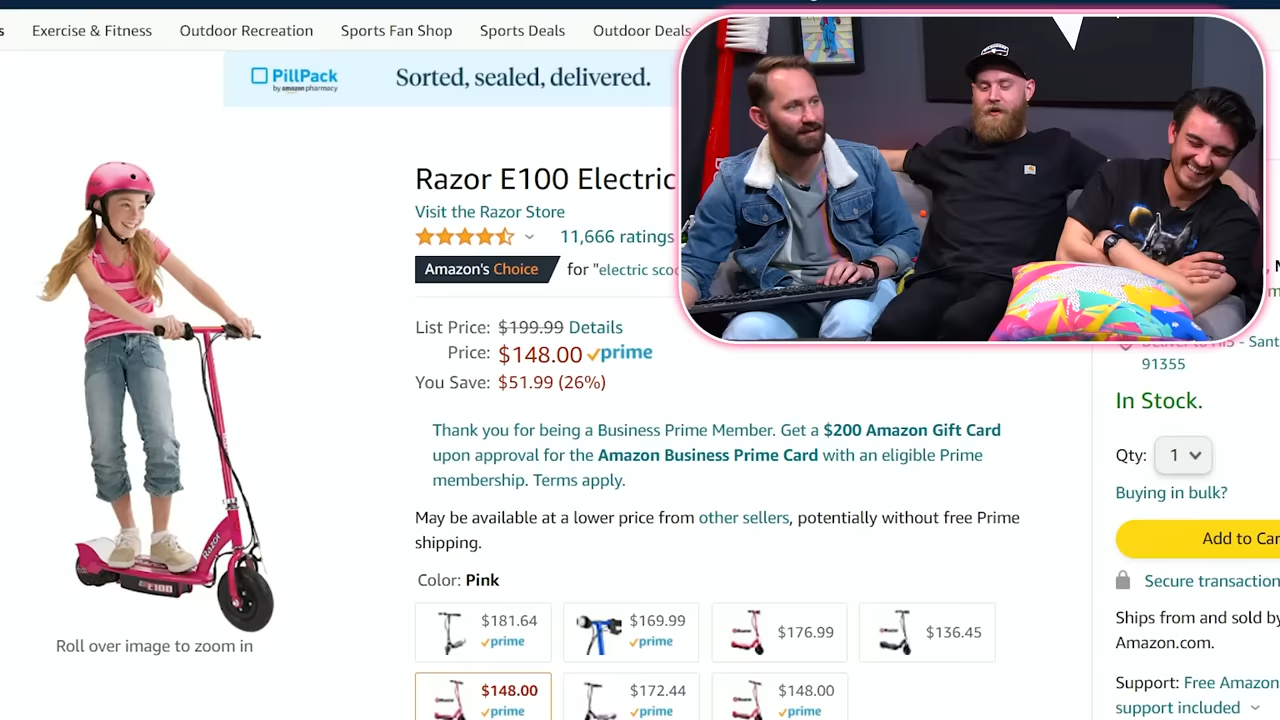 Exercise & Fitness Outdoor Recreation Sports Fan Shop Sports Deals Outdoor Deals
PillPack
by amazon pharmacy
Sorted, sealed, delivered.
Razor E100 Electric
Visit the Razor Store
11,666 ratings
Amazon's Choice for "electric scoo
List Price: $199.99 Details
Price: $148.00 prime
You Save: $51.99 (26%)
Thank you for being a Business Prime Member. Get a $200 Amazon Gift Card
upon approval for the Amazon Business Prime Card with an eligible Prime
membership. Terms apply.
May be available at a lower price from other sellers, potentially without free Prime
shipping.
Color: Pink
$181.64
prime
$169.99
prime
$176.99
$136.45
$148.00
prime
$172.44
prime
$148.00
prime
Razor
E100
Roll over image to zoom in
91355
In Stock.
Qty: 1
Buying in bulk?
Add to Car
Secure transaction
Ships from and sold by
Amazon.com.
Support: Free Amazon
support included